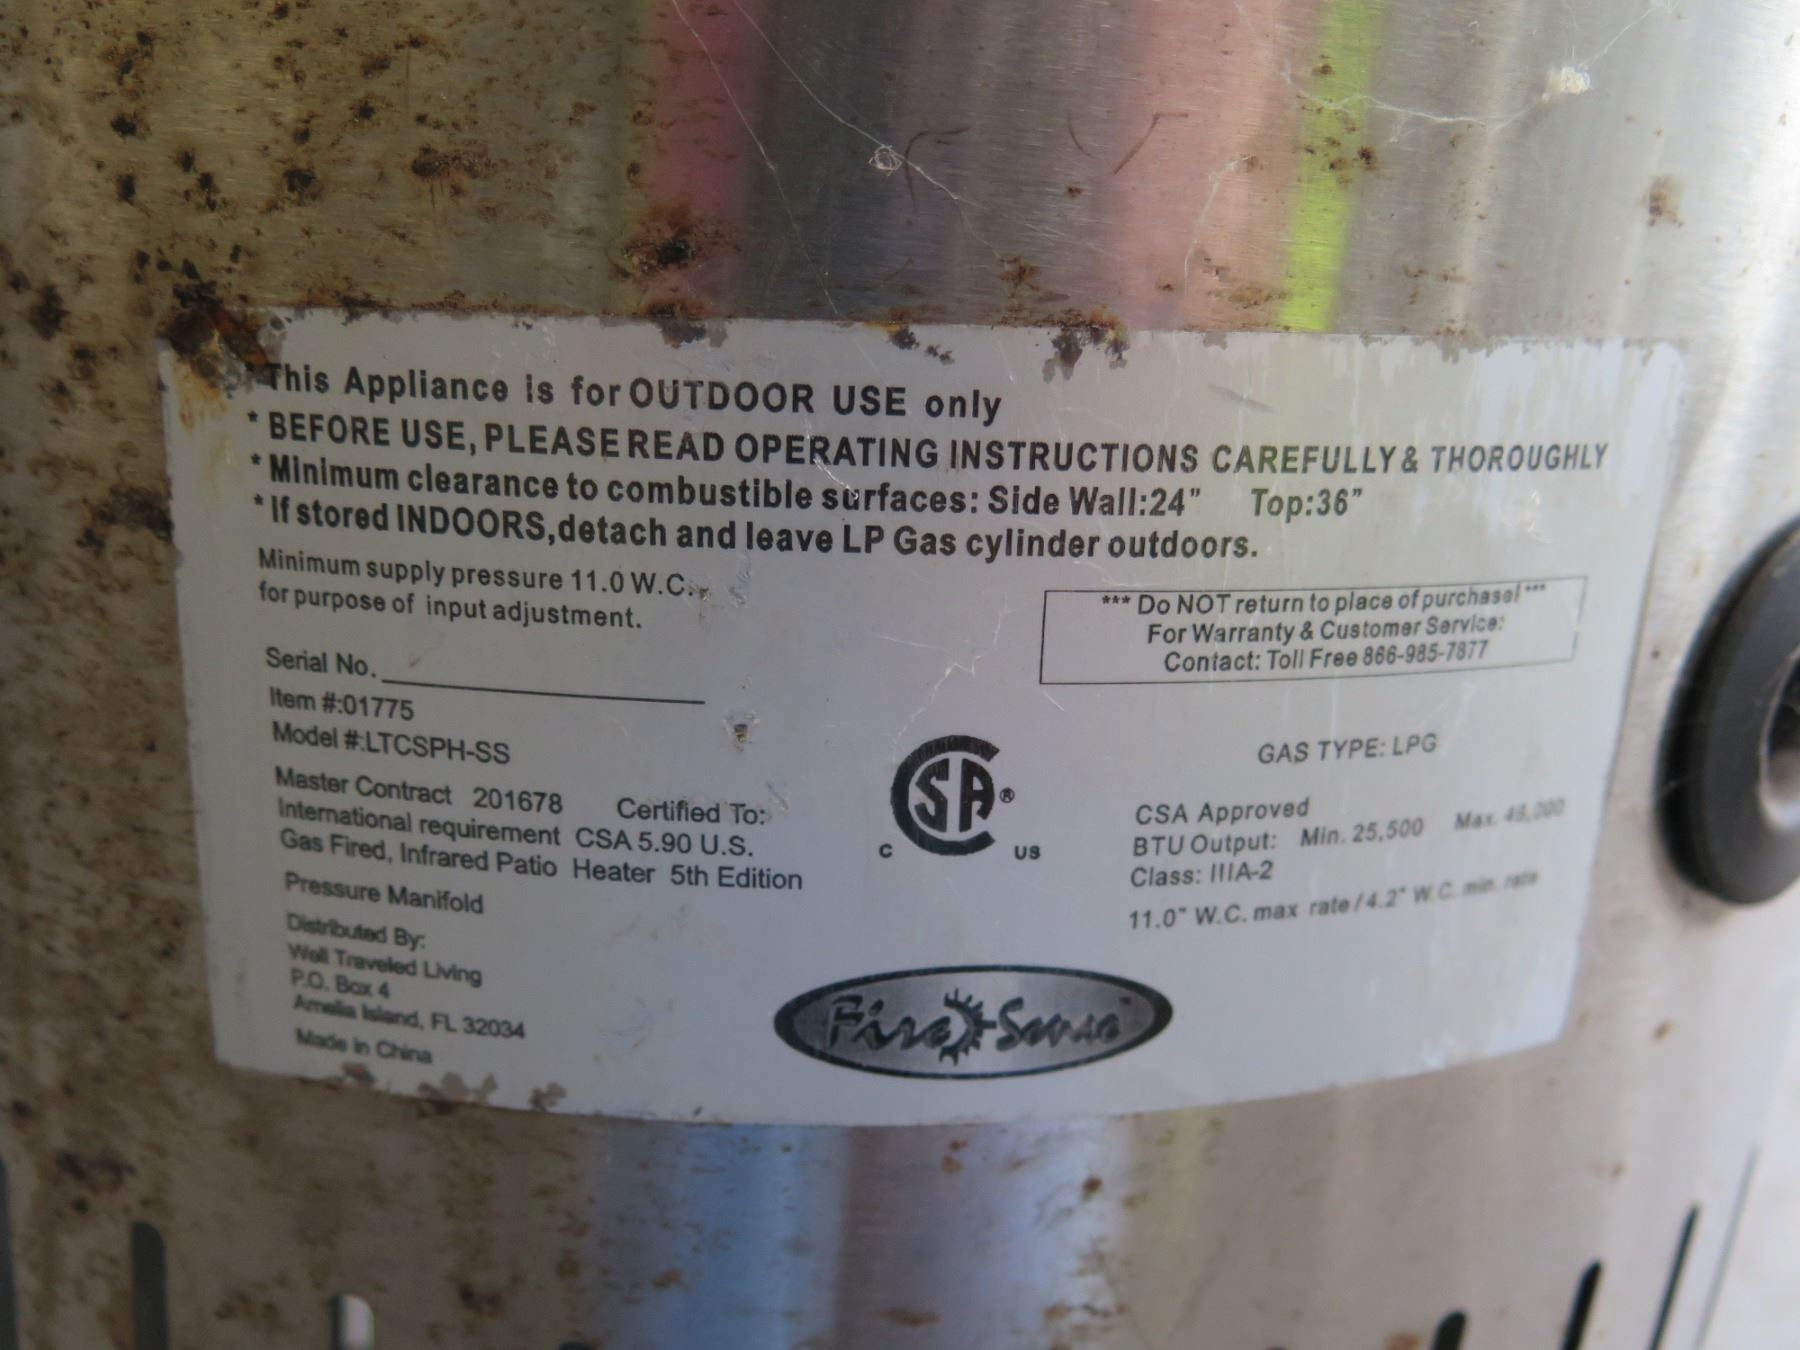 This Appliance is for OUTDOOR USE only
* BEFORE USE, PLEASE READ OPERATING INSTRUCTIONS CAREFULLY & THOROUGHLY
* Minimum clearance to combustible surfaces: Side Wall:24" Top:36"
* If stored INDOORS,detach and leave LP Gas cylinder outdoors.
Minimum supply pressure 11.0 W.C.
for purpose of input adjustment.
*** Do NOT return to place of purchase! ***
For Warranty & Customer Service:
Contact: Toll Free 866-985-7877
Serial No.
Item #:01775
Model #:LTCSPH-SS
Master Contract 201678 Certified To:
International requirement CSA 5.90 U.S.
Gas Fired, Infrared Patio Heater 5th Edition
Pressure Manifold
Distributed By:
Well Traveled Living
P.O. Box 4
Amelia Island, FL 32034
Made in China
CSA ®
C US
GAS TYPE: LPG
CSA Approved
BTU Output: Min. 25,500 Max.
Class: IIIA-2
11.0" W.C. max rate / 4.2" W.C. min. rate
Fire Sense